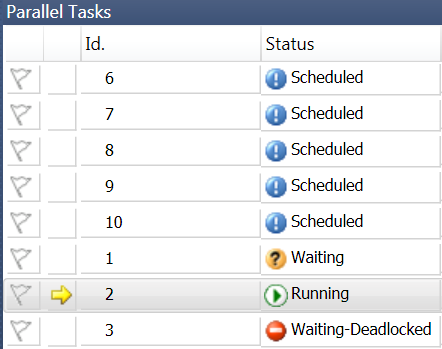 Parallel Tasks
Id. Status
6 Scheduled
7 Scheduled
8 Scheduled
9 Scheduled
10 Scheduled
1 Waiting
2 Running
3 Waiting-Deadlocked